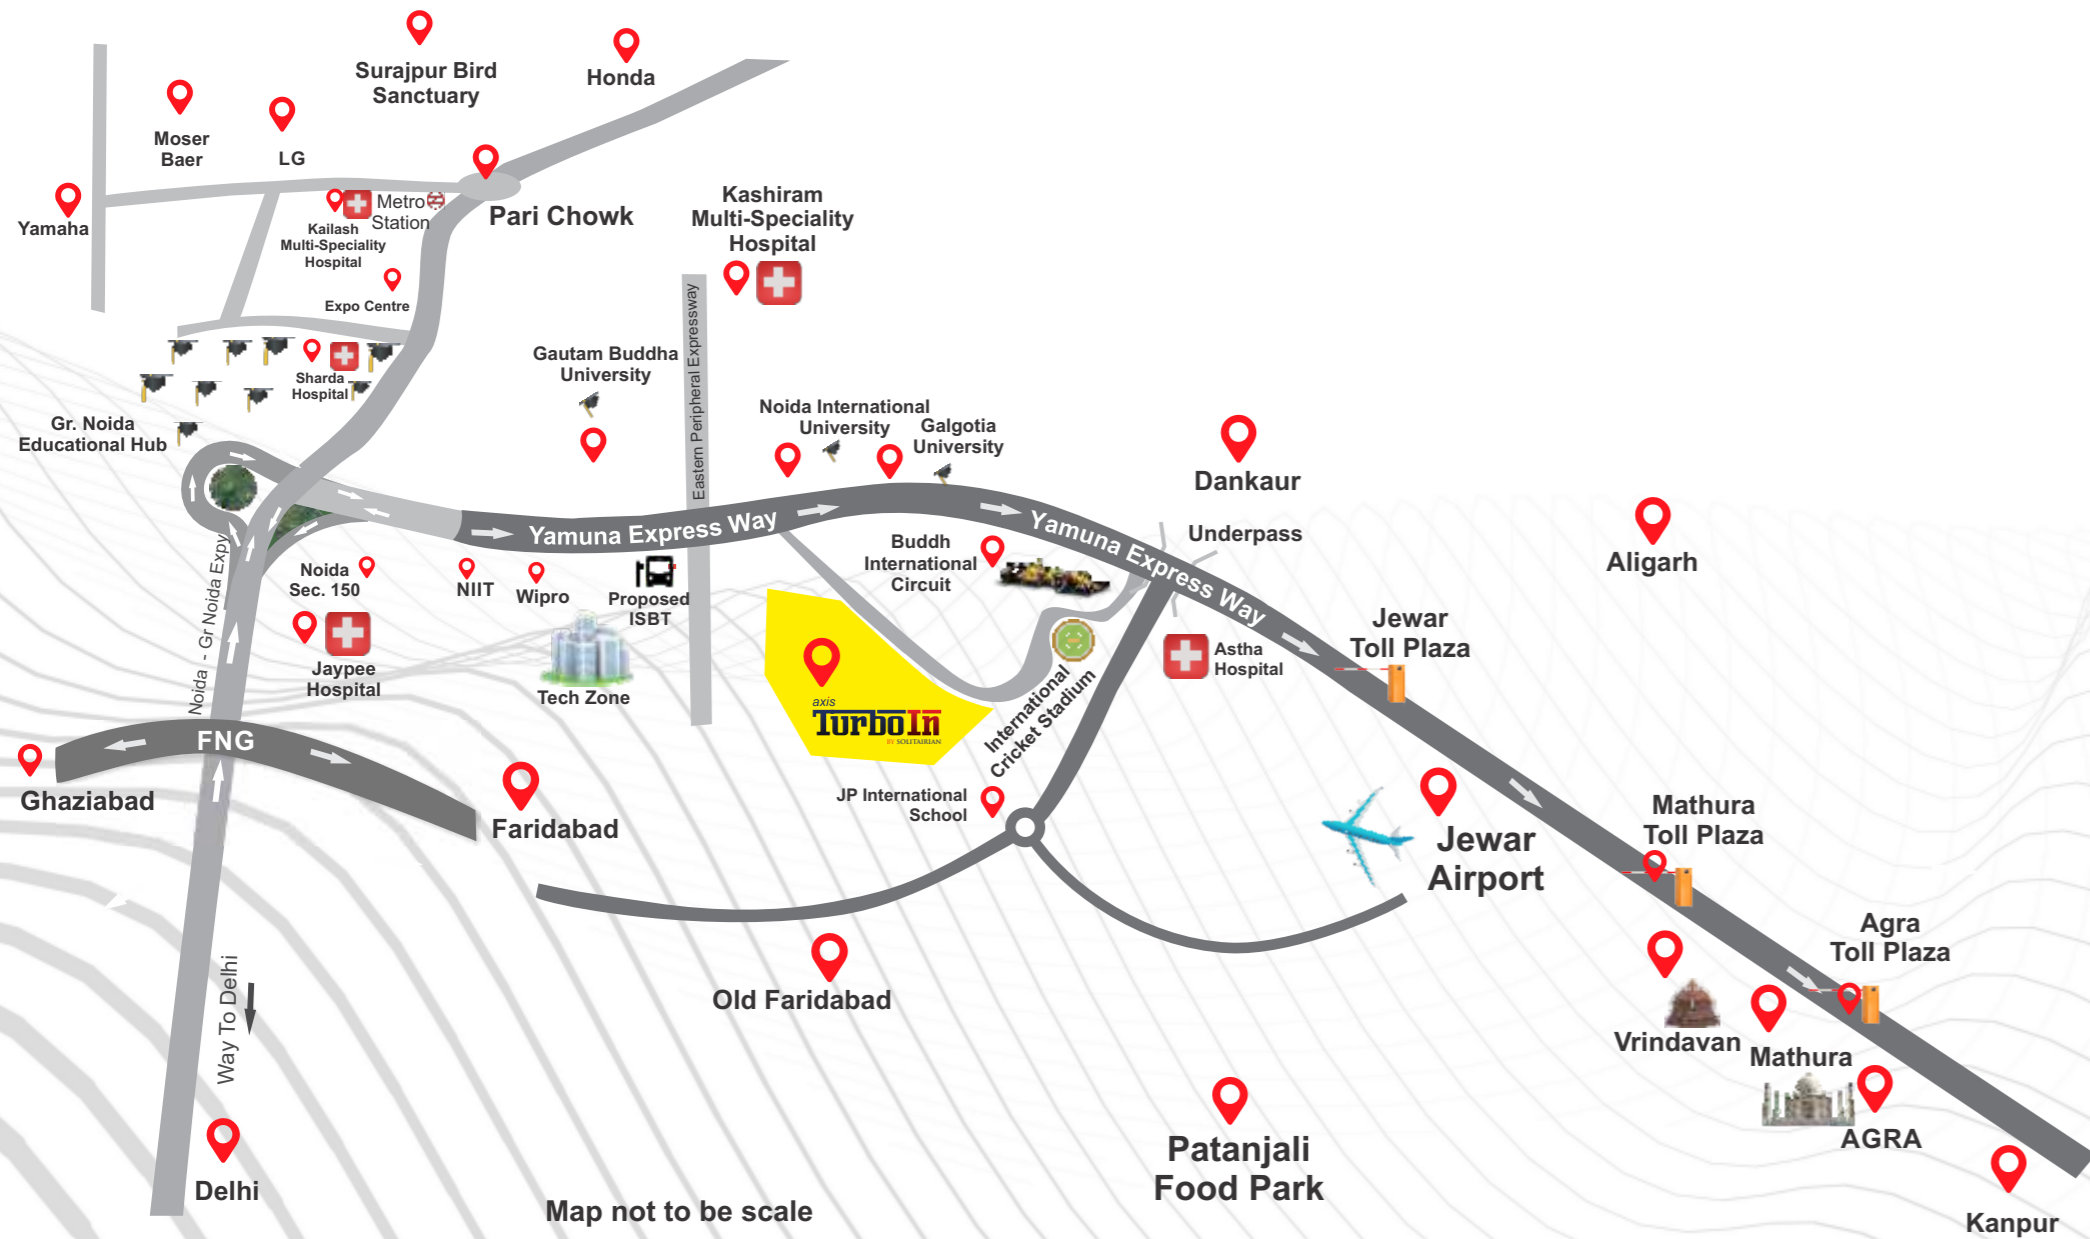 Surajpur Bird
Sanctuary
Honda
Moser
Baer
LG
Yamaha
Metro
Station
Kailash
Multi-Speciality
Hospital
Pari Chowk
Kashiram
Multi-Speciality
Hospital
Expo Centre
Sharda
Hospital
Gr. Noida
Educational Hub
Gautam Buddha
University
Eastern Peripheral Expressway
Noida International
University
Galgotia
University
Dankaur
Underpass
Aligarh
Yamuna Express Way
Yamuna Express Way
Buddh
International
Circuit
Noida - Gr Noida Expy
Noida
Sec. 150
NIIT
Wipro
Proposed
ISBT
Jaypee
Hospital
Tech Zone
axis
TurboIn
BY SOLITAIRIAN
International
Cricket Stadium
Astha
Hospital
Jewar
Toll Plaza
FNG
Ghaziabad
Faridabad
JP International
School
Jewar
Airport
Mathura
Toll Plaza
Agra
Toll Plaza
Way To Delhi
Old Faridabad
Vrindavan
Mathura
AGRA
Delhi
Patanjali
Food Park
Map not to be scale
Kanpur